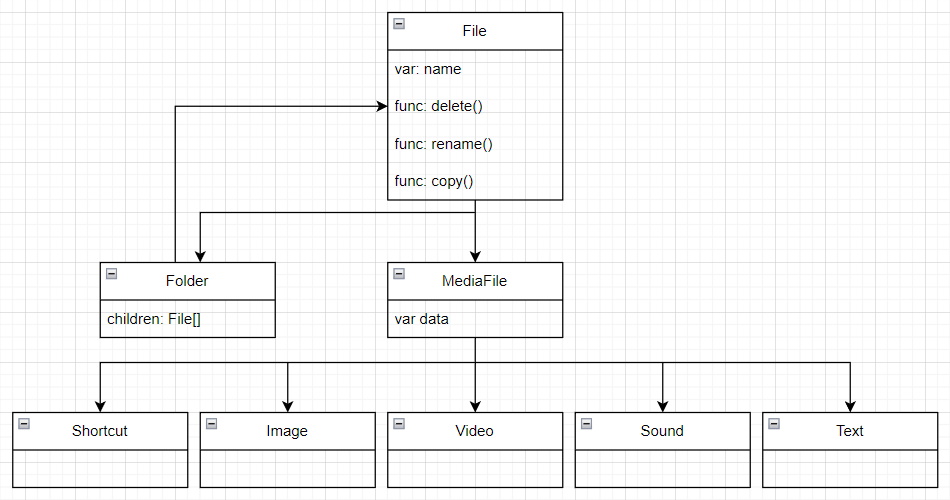 File
var: name
func: delete()
func: rename()
func: copy()
Folder
children: File[]
MediaFile
var data
Shortcut
Image
Video
Sound
Text